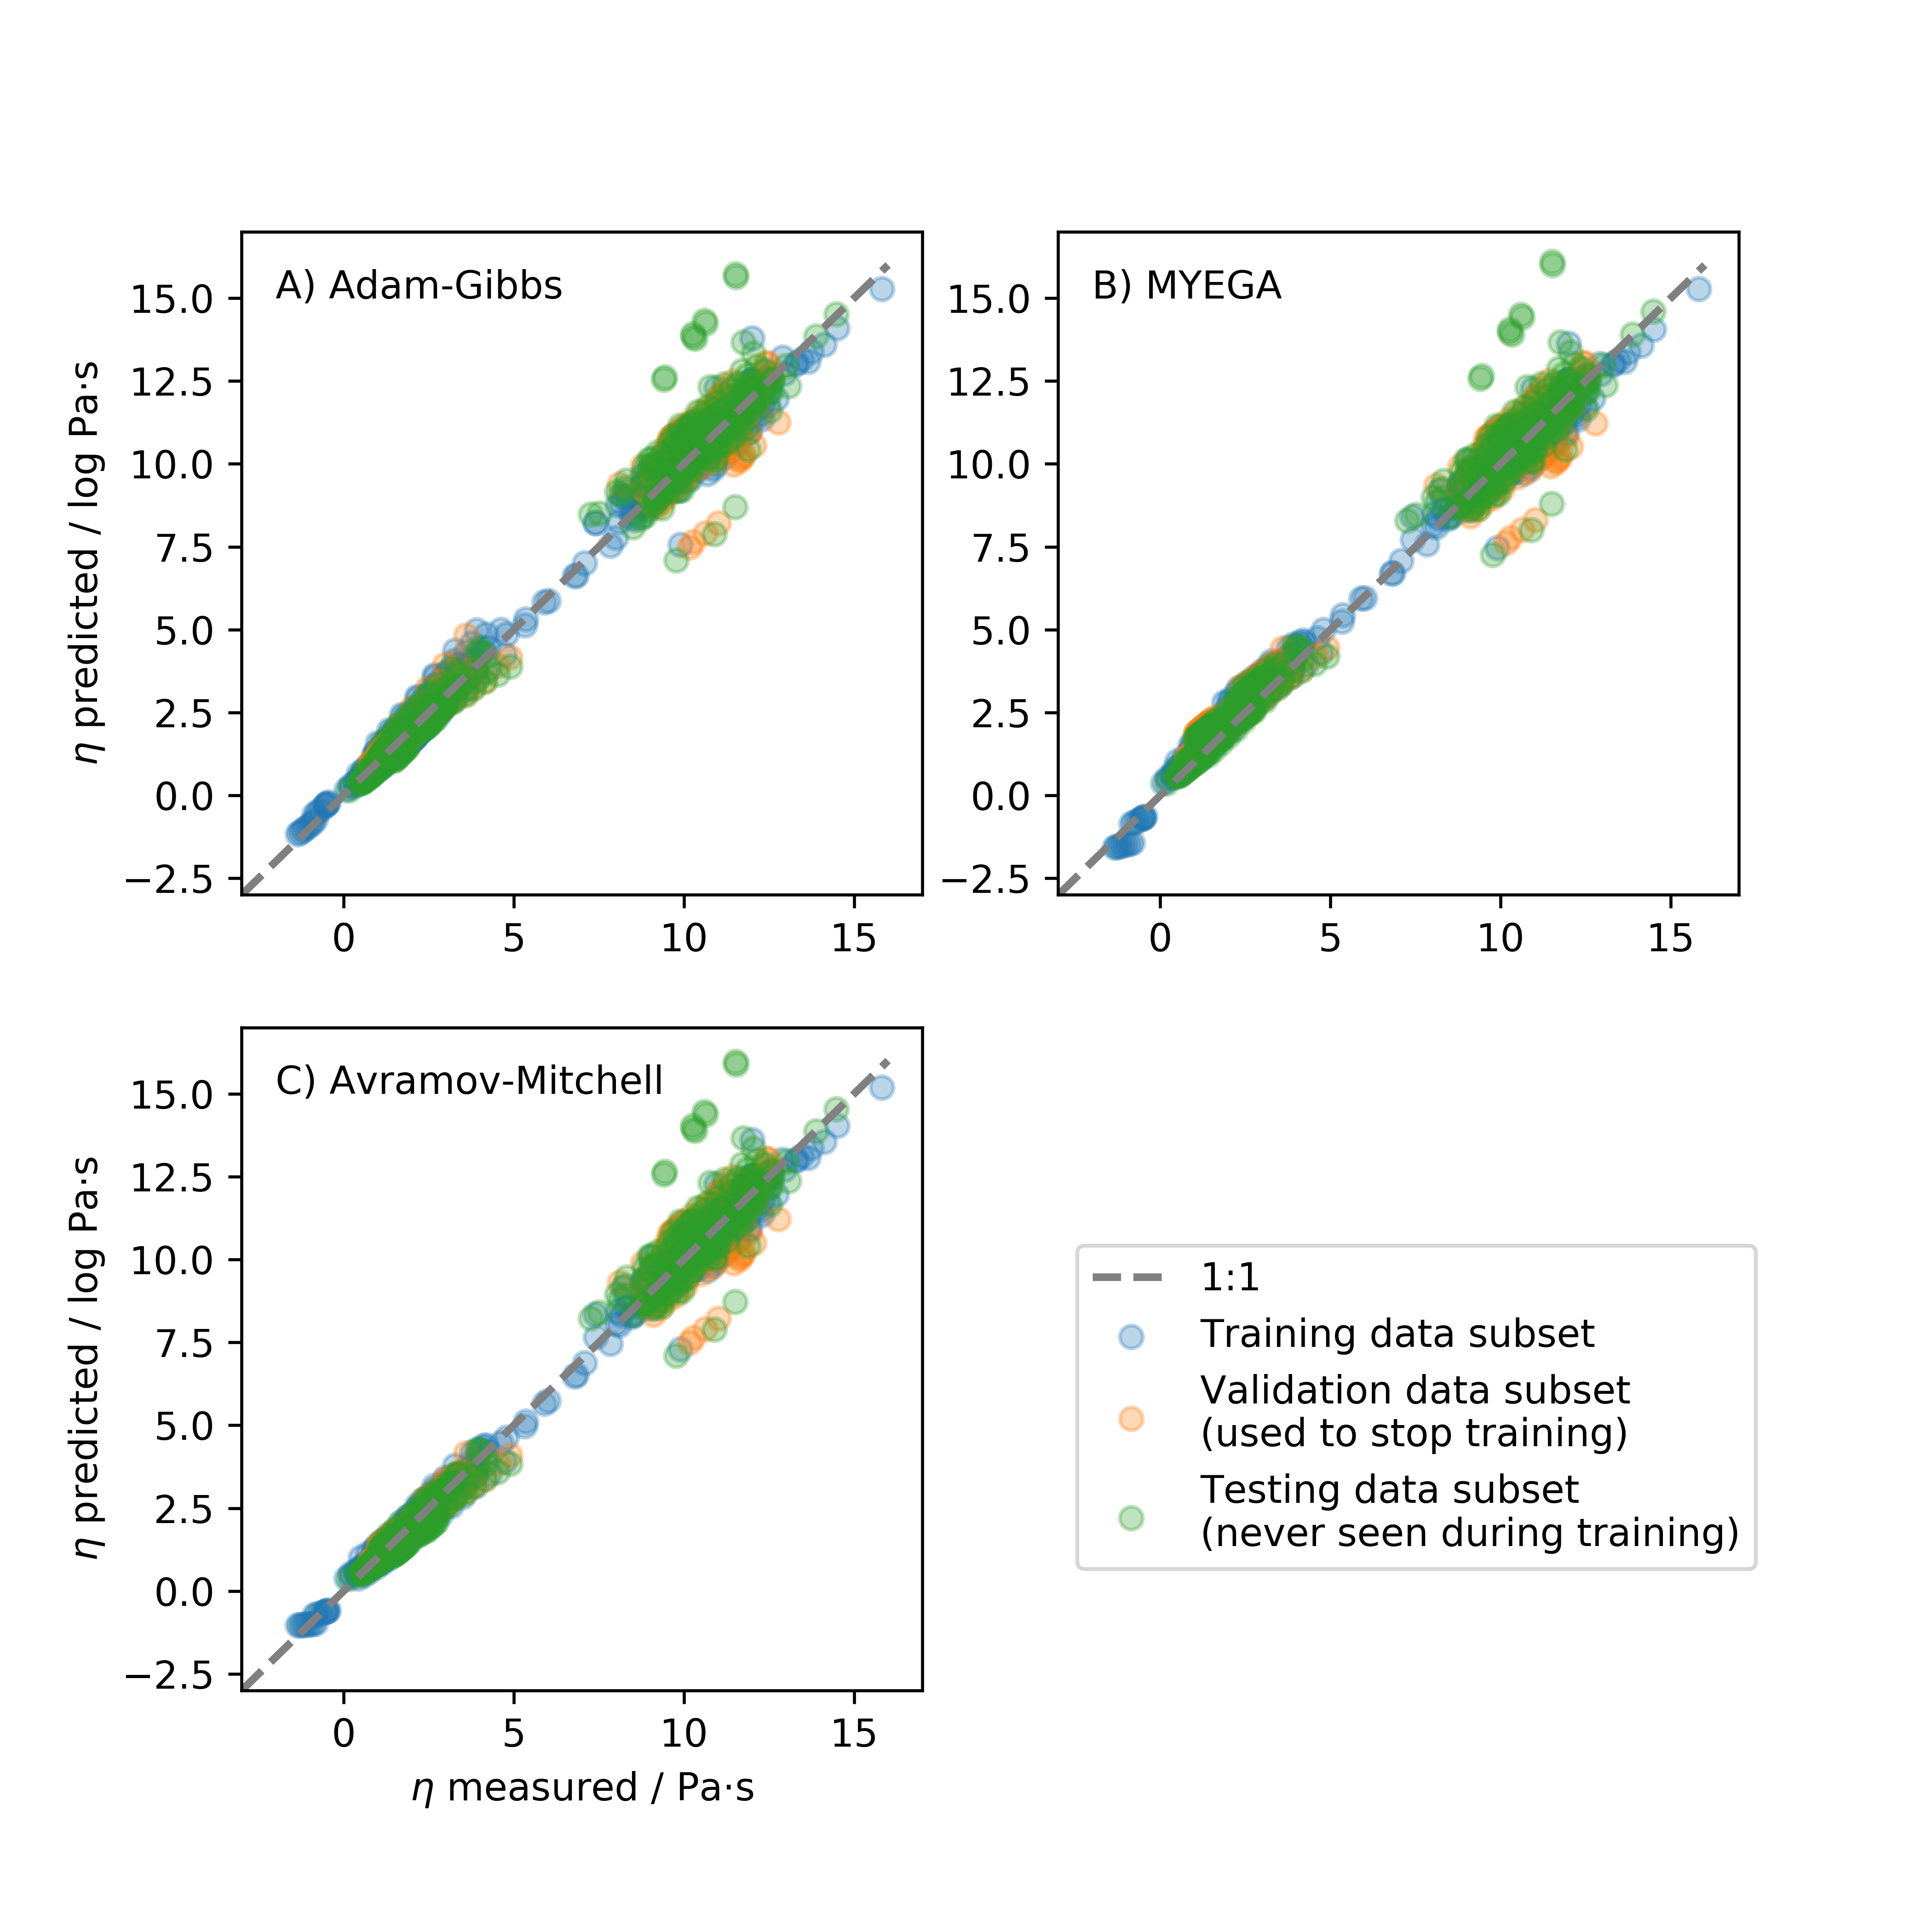 A) Adam-Gibbs
15.0
12.5
10.0
7.5
5.0
2.5
0.0
−2.5
η predicted / log Pa·s
0 5 10 15
B) MYEGA
15.0
12.5
10.0
7.5
5.0
2.5
0.0
−2.5
0 5 10 15
C) Avramov-Mitchell
15.0
12.5
10.0
7.5
5.0
2.5
0.0
−2.5
η predicted / log Pa·s
0 5 10 15
η measured / Pa·s
1:1
Training data subset
Validation data subset
(used to stop training)
Testing data subset
(never seen during training)